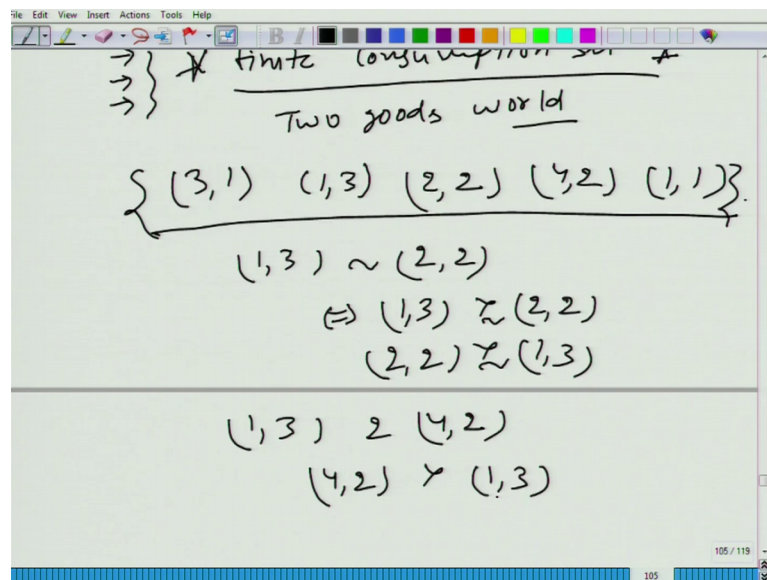 File Edit View Insert Actions Tools Help
finite consumption set
Two goods world
{(3,1) (1,3) (2,2) (4,2) (1,1)}.
(1,3) ~ (2,2)
⇔ (1,3) ≿ (2,2)
(2,2) ≿ (1,3)
(1,3) 2 (4,2)
(4,2) ≻ (1,3)
105 / 119
105